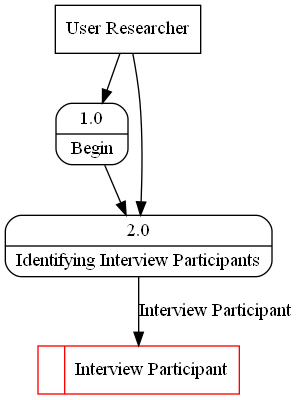 User Researcher
1.0
Begin
2.0
Identifying Interview Participants
Interview Participant
Interview Participant